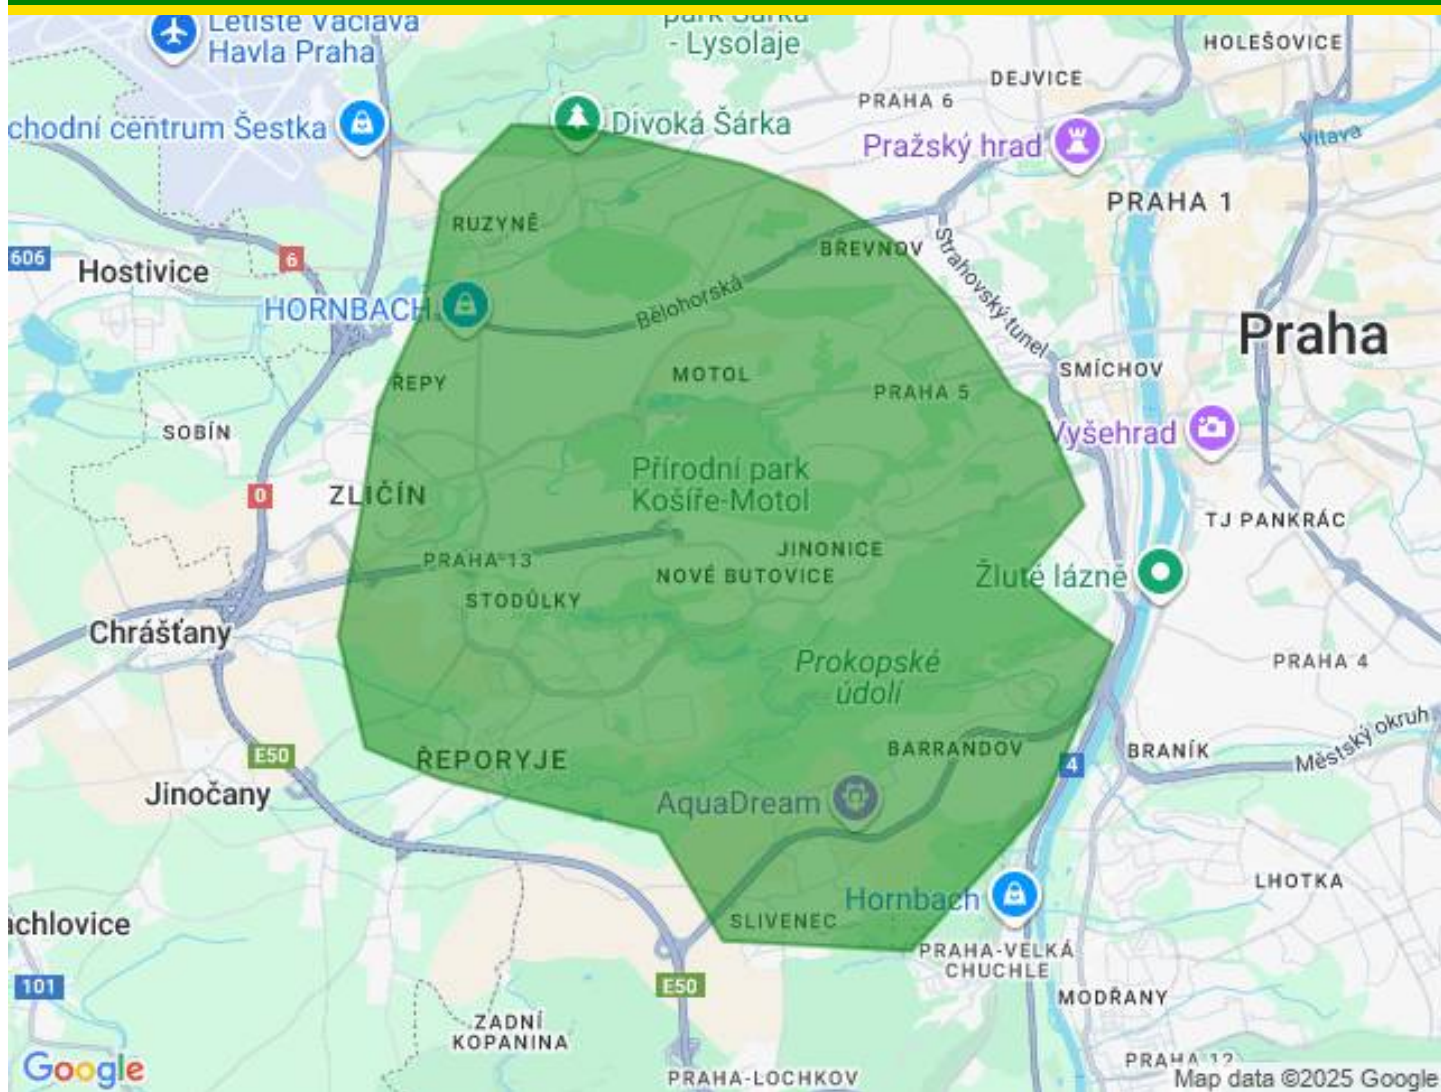 Letiště Václava
Havla Praha
park Šárka
- Lysolaje
HOLEŠOVICE
DEJVICE
PRAHA 6
chodní centrum Šestka
Divoká Šárka
Pražský hrad
Vltava
PRAHA 1
RUZYNĚ
BŘEVNOV
606
Hostivice
6
HORNBACH
Bělohorská
Strahovský tunel
Praha
SMÍCHOV
ŘEPY
MOTOL
PRAHA 5
SOBÍN
Vyšehrad
Přírodní park
Košíře-Motol
0
ZLIČÍN
TJ PANKRÁC
PRAHA 13
JINONICE
NOVÉ BUTOVICE
Žluté lázně
STODŮLKY
Chrášťany
Prokopské
údolí
PRAHA 4
E50
ŘEPORYJE
BARRANDOV
4
BRANÍK
Městský okruh
Jinočany
AquaDream
LHOTKA
Hornbach
achlovice
SLIVENEC
PRAHA-VELKÁ
CHUCHLE
101
E50
MODŘANY
ZADNÍ
KOPANINA
Google
PRAHA-LOCHKOV
PRAHA 12
Map data ©2025 Google